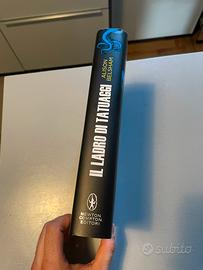 ALISON
BELSHAM
IL LADRO DI TATUAGGI
NEWTON
COMPTON
EDITORI
subito